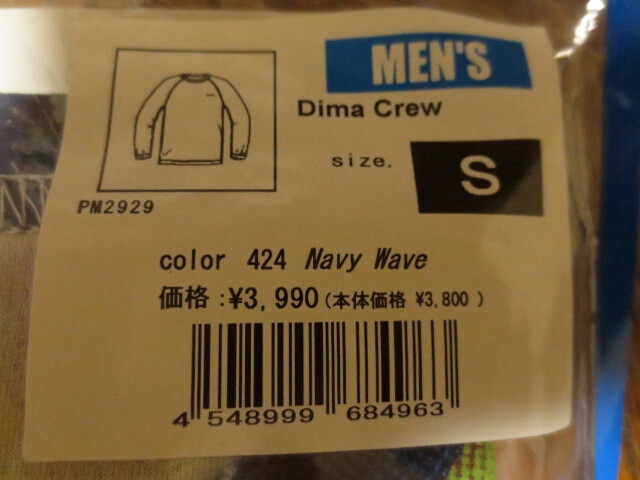 MEN'S
Dima Crew
size. S
PM2929
color 424 Navy Wave
価格:¥3,990(本体価格 ¥3,800 )
4 548999 684963